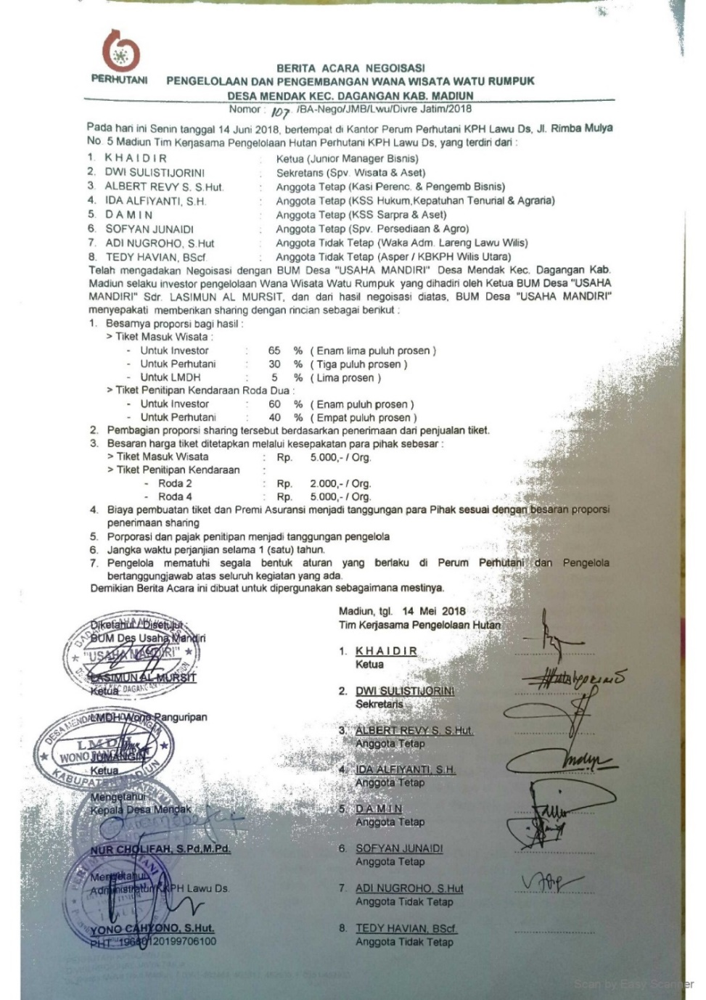 PERHUTANI
BERITA ACARA NEGOISASI
PENGELOLAAN DAN PENGEMBANGAN WANA WISATA WATU RUMPUK
DESA MENDAK KEC. DAGANGAN KAB. MADIUN
Nomor : 107. /BA-Nego/JMB/Lwu/Divre Jatim/2018
Pada hari ini Senin tanggal 14 Juni 2018, bertempat di Kantor Perum Perhutani KPH Lawu Ds, Jl. Rimba Mulya
No. 5 Madiun Tim Kerjasama Pengelolaan Hutan Perhutani KPH Lawu Ds, yang terdiri dari :
1. K H A I D I R : Ketua (Junior Manager Bisnis)
2. DWI SULISTIJORINI : Sekretaris (Spv. Wisata & Aset)
3. ALBERT REVY S. S.Hut. : Anggota Tetap (Kasi Perenc. & Pengemb Bisnis)
4. IDA ALFIYANTI, S.H. : Anggota Tetap (KSS Hukum,Kepatuhan Tenurial & Agraria)
5. D A M I N : Anggota Tetap (KSS Sarpra & Aset)
6. SOFYAN JUNAIDI : Anggota Tetap (Spv. Persediaan & Agro)
7. ADI NUGROHO, S.Hut : Anggota Tidak Tetap (Waka Adm. Lareng Lawu Wilis)
8. TEDY HAVIAN, BScf. : Anggota Tidak Tetap (Asper / KBKPH Wilis Utara)
Telah mengadakan Negoisasi dengan BUM Desa "USAHA MANDIRI" Desa Mendak Kec. Dagangan Kab.
Madiun selaku investor pengelolaan Wana Wisata Watu Rumpuk yang dihadiri oleh Ketua BUM Desa "USAHA
MANDIRI" Sdr. LASIMUN AL MURSIT, dan dari hasil negoisasi diatas, BUM Desa "USAHA MANDIRI"
menyepakati memberikan sharing dengan rincian sebagai berikut :
1. Besarnya proporsi bagi hasil :
> Tiket Masuk Wisata :
- Untuk Investor : 65 % ( Enam lima puluh prosen )
- Untuk Perhutani : 30 % ( Tiga puluh prosen )
- Untuk LMDH : 5 % ( Lima prosen )
> Tiket Penitipan Kendaraan Roda Dua :
- Untuk Investor : 60 % ( Enam puluh prosen )
- Untuk Perhutani : 40 % ( Empat puluh prosen )
2. Pembagian proporsi sharing tersebut berdasarkan penerimaan dari penjualan tiket.
3. Besaran harga tiket ditetapkan melalui kesepakatan para pihak sebesar :
> Tiket Masuk Wisata : Rp. 5.000,- / Org.
> Tiket Penitipan Kendaraan :
- Roda 2 : Rp. 2.000,- / Org.
- Roda 4 : Rp. 5.000,- / Org.
4. Biaya pembuatan tiket dan Premi Asuransi menjadi tanggungan para Pihak sesuai dengan besaran proporsi
penerimaan sharing
5. Porporasi dan pajak penitipan menjadi tanggungan pengelola
6. Jangka waktu perjanjian selama 1 (satu) tahun.
7. Pengelola mematuhi segala bentuk aturan yang berlaku di Perum Perhutani dan Pengelola
bertanggungjawab atas seluruh kegiatan yang ada.
Demikian Berita Acara ini dibuat untuk dipergunakan sebagaimana mestinya.
Madiun, tgl. 14 Mei 2018
Tim Kerjasama Pengelolaan Hutan
Diketahui / Disetujui :
BUM Des Usaha Mandiri
"USAHA MANDIRI"
LASIMUN AL MURSIT
Ketua
LMDH Wono Panguripan
LMDH
JUMANGIN
Ketua
KABUPATEN MADIUN
Mengetahui :
Kepala Desa Mendak
NUR CHOLIFAH, S.Pd,M.Pd.
Mengetahui
Administratur/KKPH Lawu Ds.
YONO CAHYONO, S.Hut.
PHT. 19680120199706100
1. K H A I D I R
Ketua
2. DWI SULISTIJORINI
Sekretaris
3. ALBERT REVY S. S.Hut.
Anggota Tetap
4. IDA ALFIYANTI, S.H.
Anggota Tetap
5. D A M I N
Anggota Tetap
6. SOFYAN JUNAIDI
Anggota Tetap
7. ADI NUGROHO, S.Hut
Anggota Tidak Tetap
8. TEDY HAVIAN, BScf.
Anggota Tidak Tetap
Scan by Easy Scanner